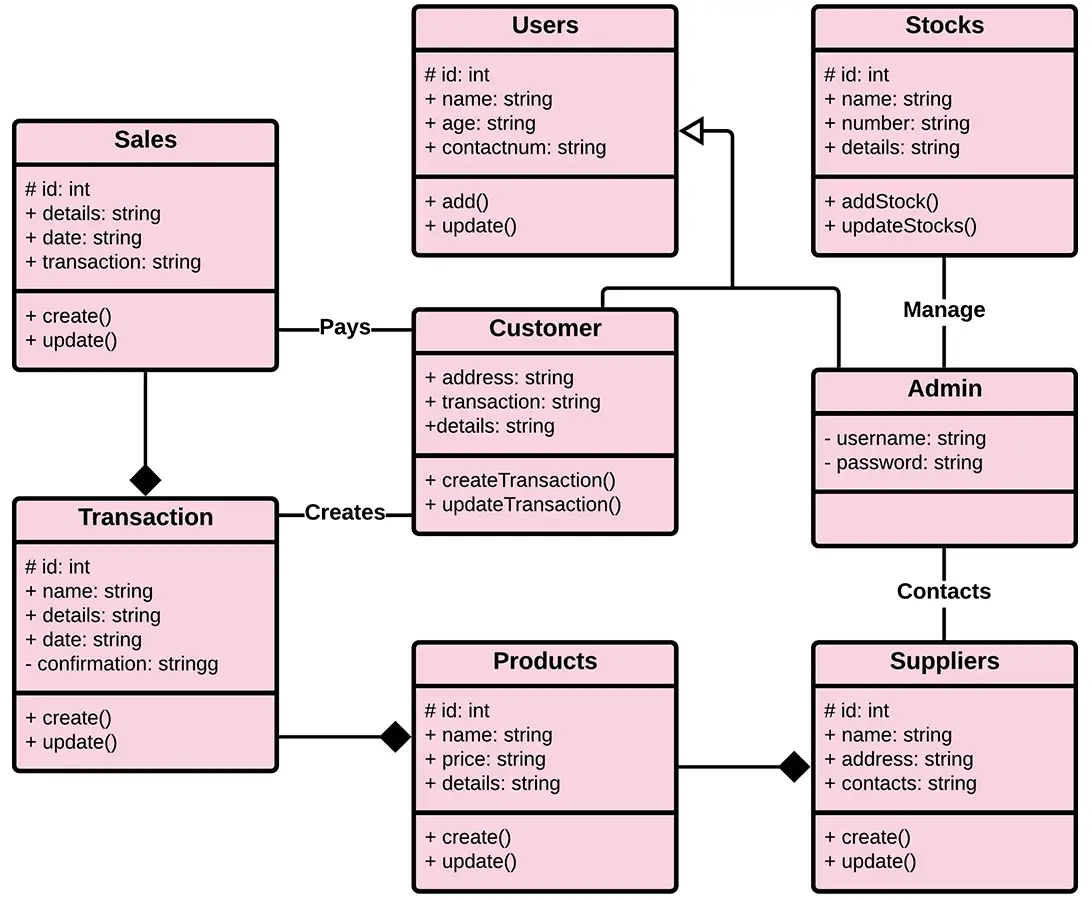 Users
# id: int
+ name: string
+ age: string
+ contactnum: string
+ add()
+ update()
Stocks
# id: int
+ name: string
+ number: string
+ details: string
+ addStock()
+ updateStocks()
Sales
# id: int
+ details: string
+ date: string
+ transaction: string
+ create()
+ update()
Pays
Customer
+ address: string
+ transaction: string
+details: string
+ createTransaction()
+ updateTransaction()
Manage
Admin
- username: string
- password: string
Creates
Transaction
# id: int
+ name: string
+ details: string
+ date: string
- confirmation: stringg
+ create()
+ update()
Contacts
Products
# id: int
+ name: string
+ price: string
+ details: string
+ create()
+ update()
Suppliers
# id: int
+ name: string
+ address: string
+ contacts: string
+ create()
+ update()